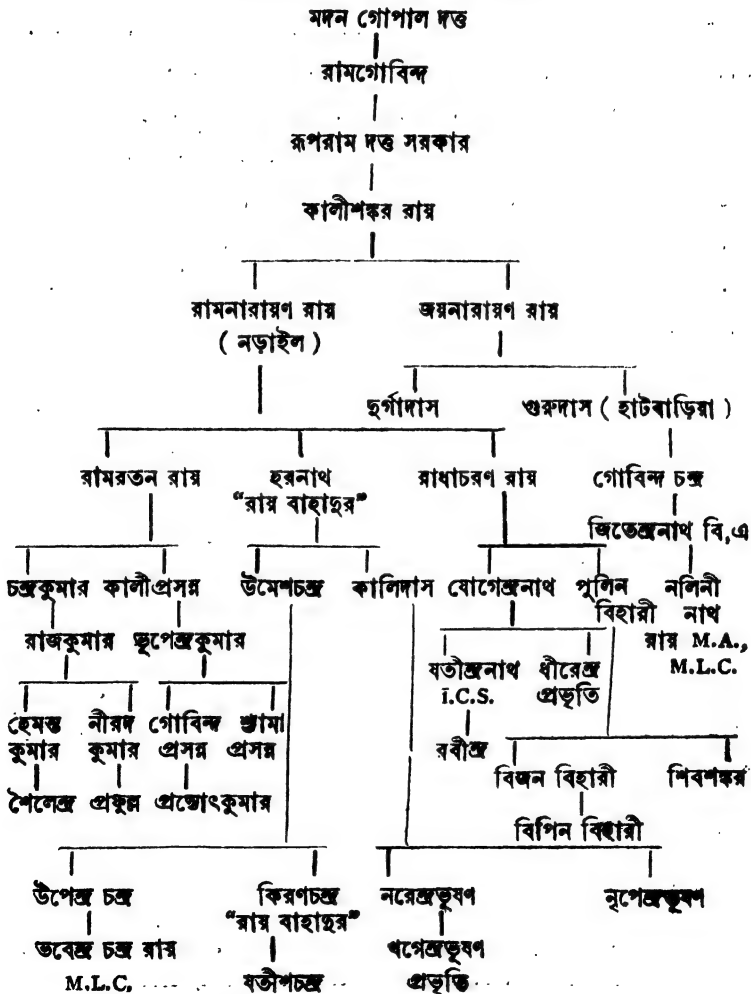 মদন গোপাল দত্ত
রামগোবিন্দ
রূপরাম দত্ত সরকার
কালীশঙ্কর রায়
রামনারায়ণ রায় জয়নারায়ণ রায়
( নড়াইল )
দুর্গাদাস গুরুদাস ( হাটবাড়িয়া )
রামরতন রায় হরনাথ রাধাচরণ রায় গোবিন্দ চন্দ্র
“রায় বাহাদুর”
জিতেন্দ্রনাথ বি,এ
চন্দ্রকুমার কালীপ্রসন্ন উমেশচন্দ্র কালিদাস যোগেন্দ্রনাথ পুলিন নলিনী
বিহারী নাথ
রাজকুমার ভূপেন্দ্রকুমার রায় M.A.,
যতীন্দ্রনাথ ধীরেন্দ্র M.L.C.
I.C.S. প্রভৃতি
হেমন্ত নীরদ গোবিন্দ শ্যামা
কুমার কুমার প্রসন্ন প্রসন্ন রবীন্দ্র
বিজন বিহারী শিবশঙ্কর
শৈলেন্দ্র প্রফুল্ল প্রদ্যোৎকুমার
বিপিন বিহারী
উপেন্দ্র চন্দ্র কিরণচন্দ্র নরেন্দ্রভূষণ নৃপেন্দ্রভূষণ
“রায় বাহাদুর”
ভবেন্দ্র চন্দ্র রায় খগেন্দ্রভূষণ
M.L.C. যতীশচন্দ্র প্রভৃতি